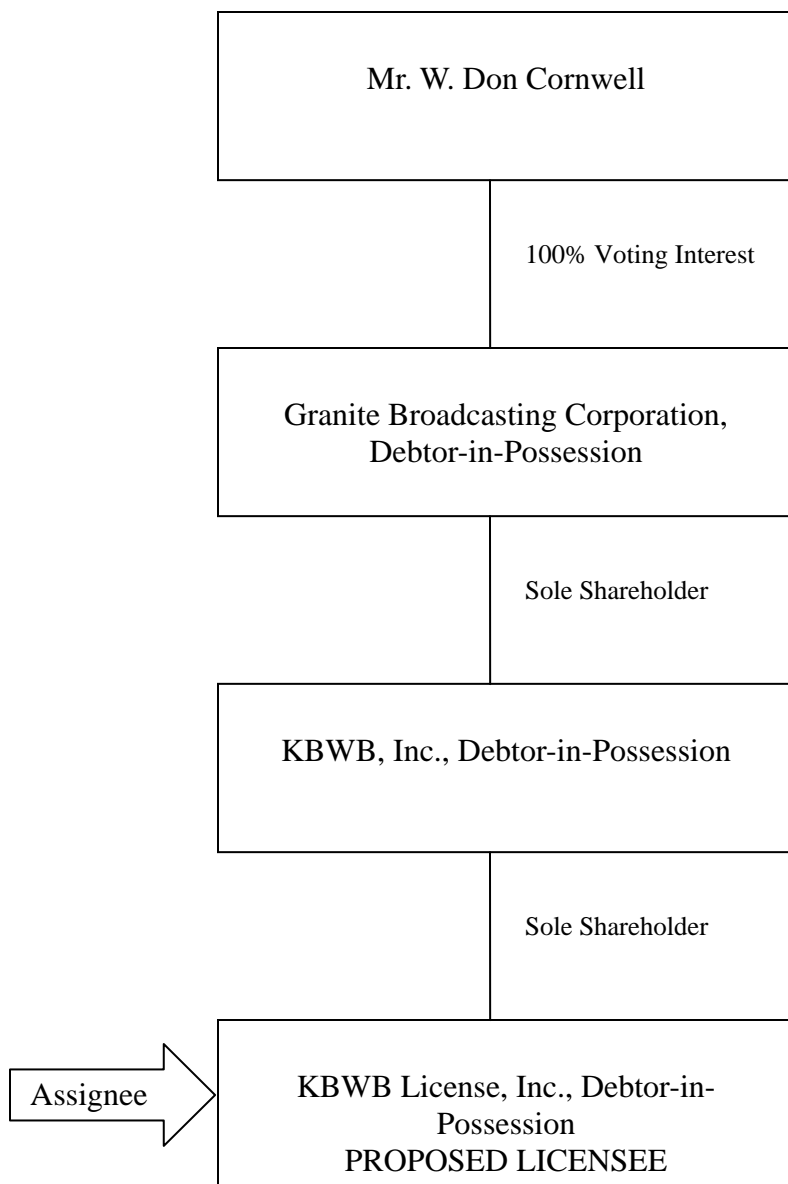 Mr. W. Don Cornwell
100% Voting Interest
Granite Broadcasting Corporation,
Debtor-in-Possession
Sole Shareholder
KBWB, Inc., Debtor-in-Possession
Sole Shareholder
Assignee
KBWB License, Inc., Debtor-in-
Possession
PROPOSED LICENSEE